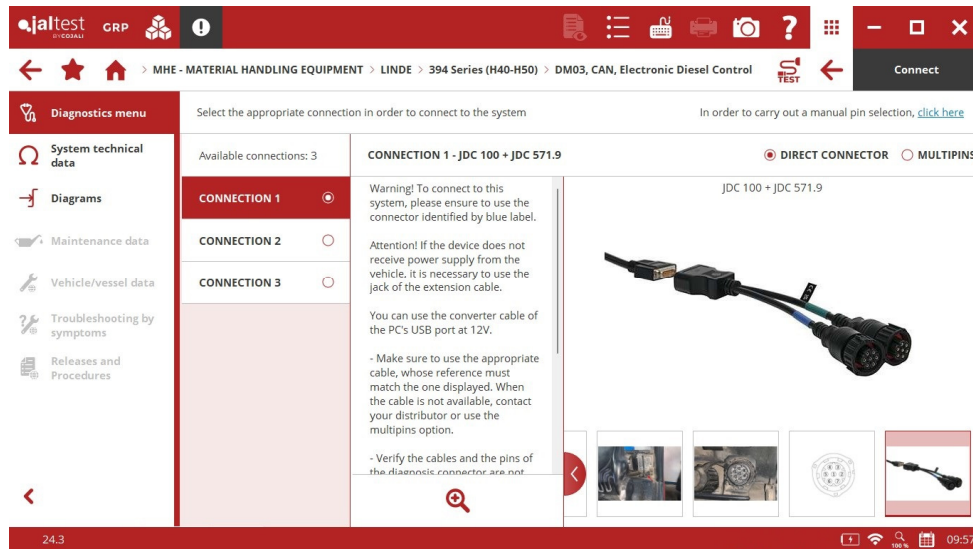 jaltest GRP
BY COJALI
MHE - MATERIAL HANDLING EQUIPMENT > LINDE > 394 Series (H40-H50) > DM03, CAN, Electronic Diesel Control
TEST
Connect
Diagnostics menu
System technical
data
Diagrams
Maintenance data
Vehicle/vessel data
Troubleshooting by
symptoms
Releases and
Procedures
Select the appropriate connection in order to connect to the system
In order to carry out a manual pin selection, click here
Available connections: 3
CONNECTION 1
CONNECTION 2
CONNECTION 3
CONNECTION 1 - JDC 100 + JDC 571.9
DIRECT CONNECTOR
MULTIPINS
Warning! To connect to this
system, please ensure to use the
connector identified by blue label.
Attention! If the device does not
receive power supply from the
vehicle, it is necessary to use the
jack of the extension cable.
You can use the converter cable of
the PC's USB port at 12V.
- Make sure to use the appropriate
cable, whose reference must
match the one displayed. When
the cable is not available, contact
your distributor or use the
multipins option.
- Verify the cables and the pins of
the diagnosis connector are not
JDC 100 + JDC 571.9
24.3
100 %
09:57